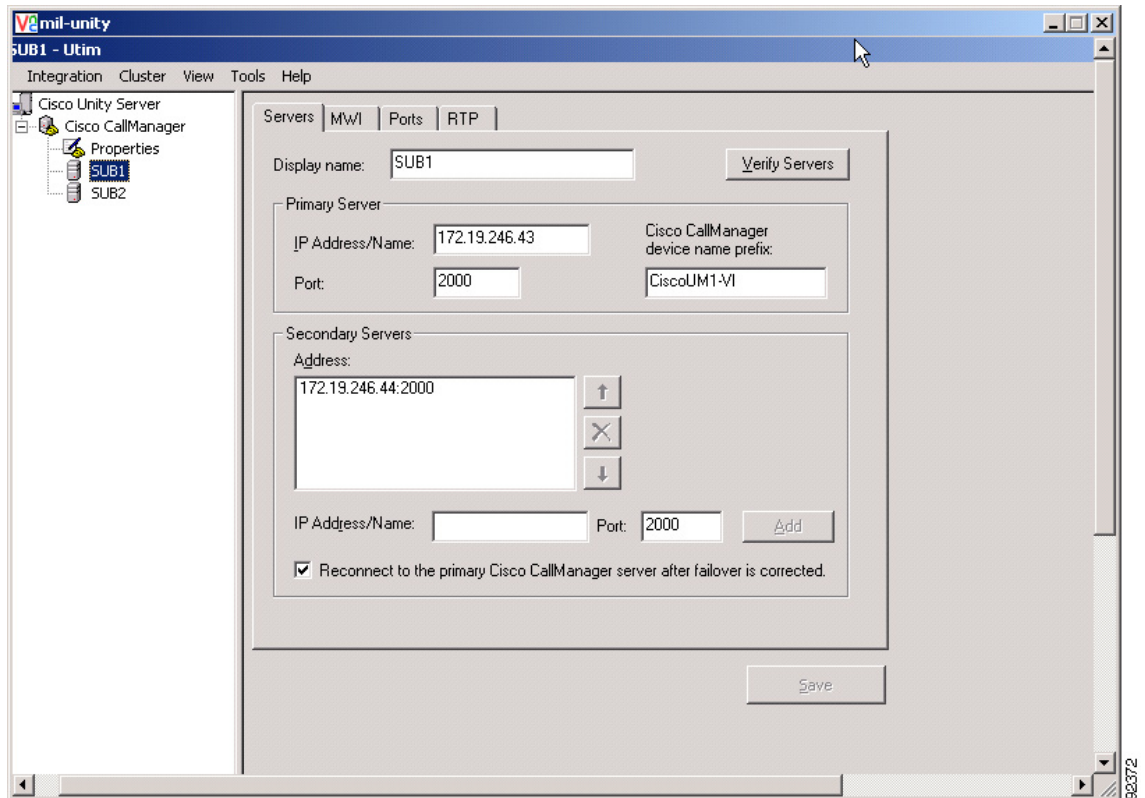 mil-unity
SUB1 - Utim
Integration Cluster View Tools Help
Cisco Unity Server
Cisco CallManager
Properties
SUB1
SUB2
Servers MWI Ports RTP
Display name: SUB1 Verify Servers
Primary Server
IP Address/Name: 172.19.246.43
Cisco CallManager
device name prefix:
Port: 2000 CiscoUM1-VI
Secondary Servers
Address:
172.19.246.44:2000
IP Address/Name: Port: 2000 Add
Reconnect to the primary Cisco CallManager server after failover is corrected.
Save
92372